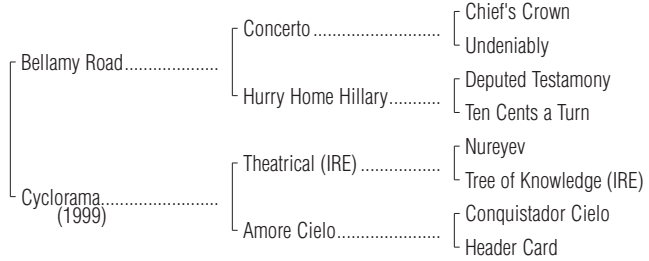 Chief's Crown
Concerto ..........................
Undeniably
Bellamy Road...................
Deputed Testamony
Hurry Home Hillary...........
Ten Cents a Turn
Nureyev
Theatrical (IRE) .................
Tree of Knowledge (IRE)
Cyclorama........................
(1999)
Conquistador Cielo
Amore Cielo......................
Header Card